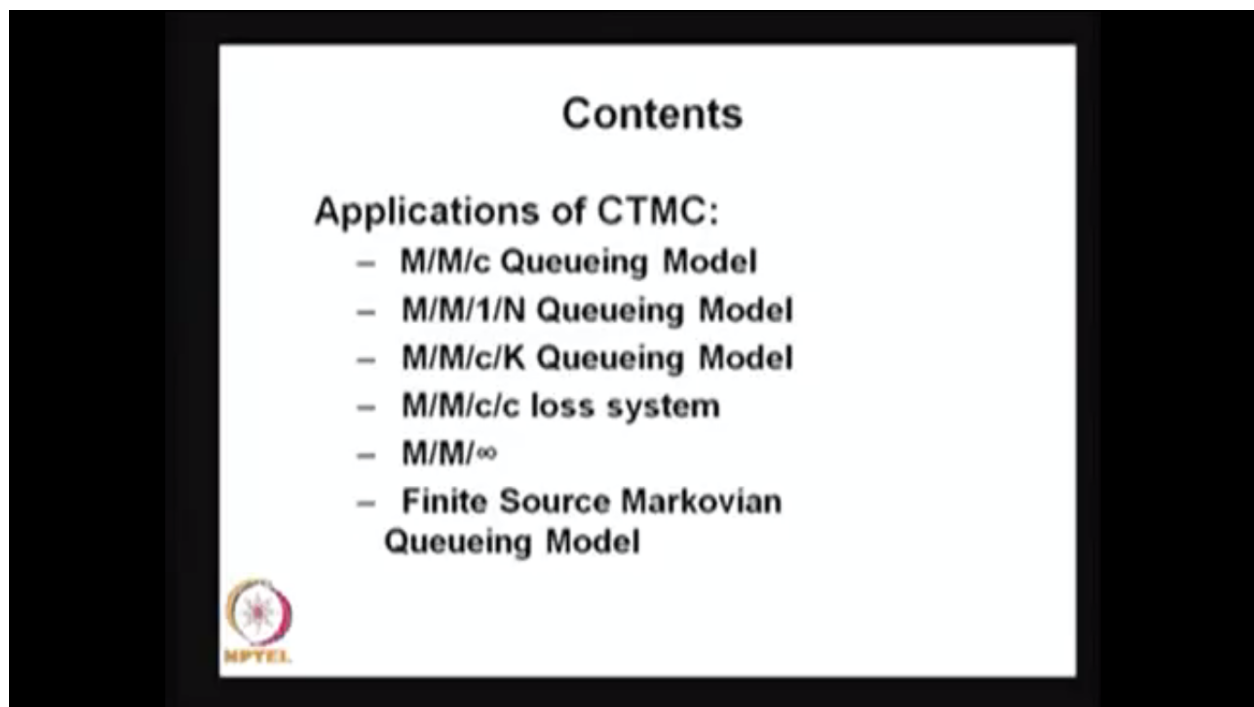 Contents
Applications of CTMC:
– M/M/c Queueing Model
– M/M/1/N Queueing Model
– M/M/c/K Queueing Model
– M/M/c/c loss system
– M/M/∞
– Finite Source Markovian
Queueing Model
NPTEL